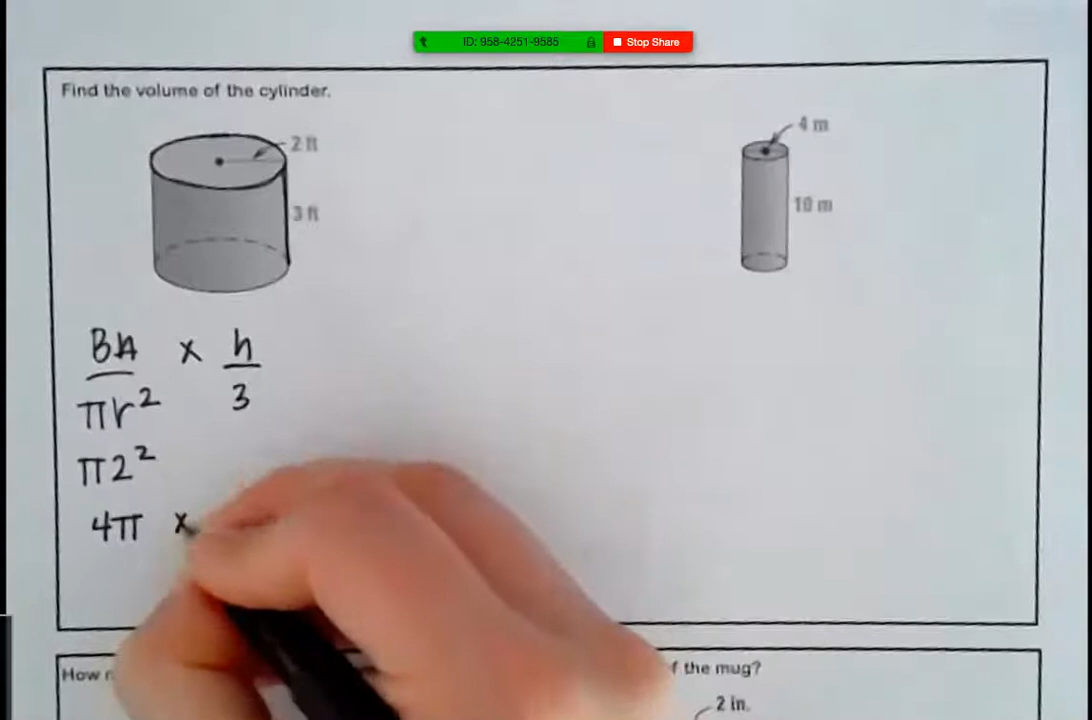 ID: 958-4251-9585 Stop Share
Find the volume of the cylinder.
2 ft
3 ft
4 m
10 m
BA × h
πr² 3
π2²
4π ×
How
f the mug?
2 in.